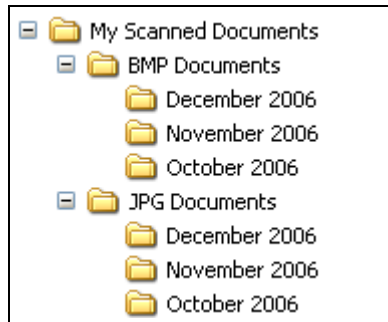 My Scanned Documents
BMP Documents
December 2006
November 2006
October 2006
JPG Documents
December 2006
November 2006
October 2006